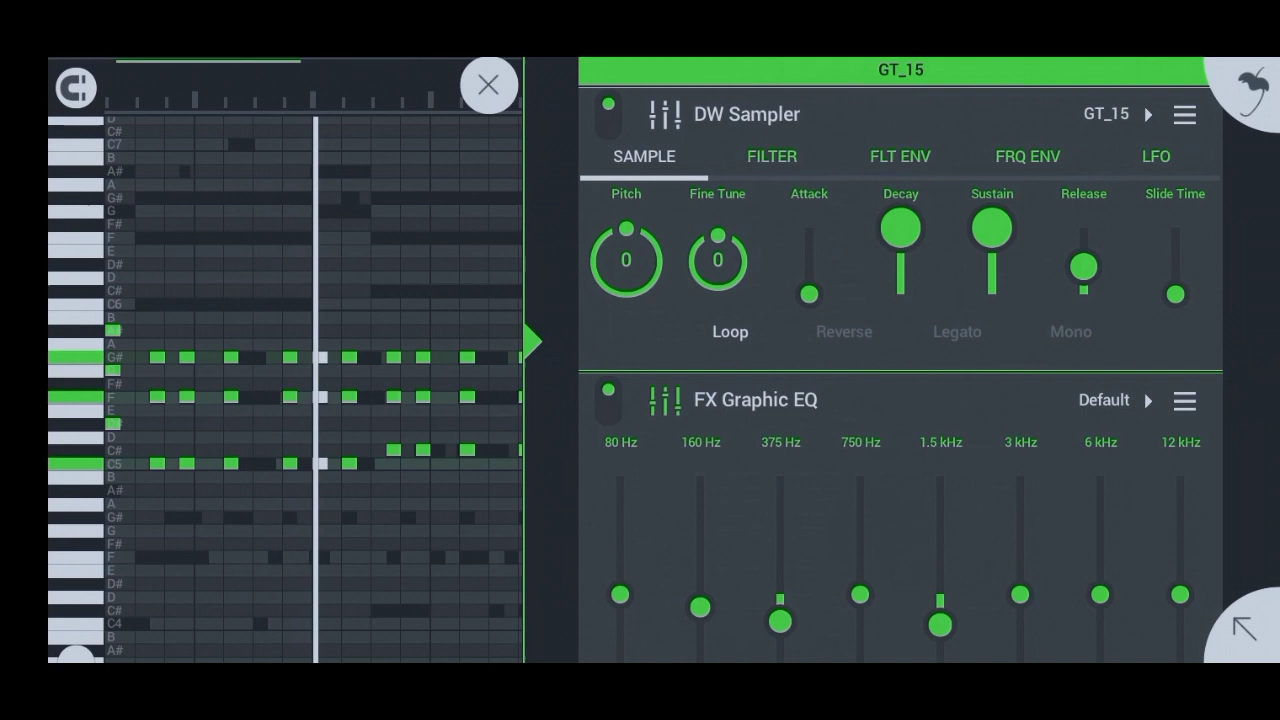 GT_15
DW Sampler
GT_15
SAMPLE FILTER FLT ENV FRQ ENV LFO
Pitch Fine Tune Attack Decay Sustain Release Slide Time
0 0
Loop Reverse Legato Mono
FX Graphic EQ
Default
80 Hz 160 Hz 375 Hz 750 Hz 1.5 kHz 3 kHz 6 kHz 12 kHz
D
C#
C7
B
A#
A
G#
G
F#
F
E
D#
D
C#
C6
B
A
G#
F#
F
E
D
C#
C5
B
A#
A
G#
G
F#
F
E
D#
D
C#
C4
B
A#